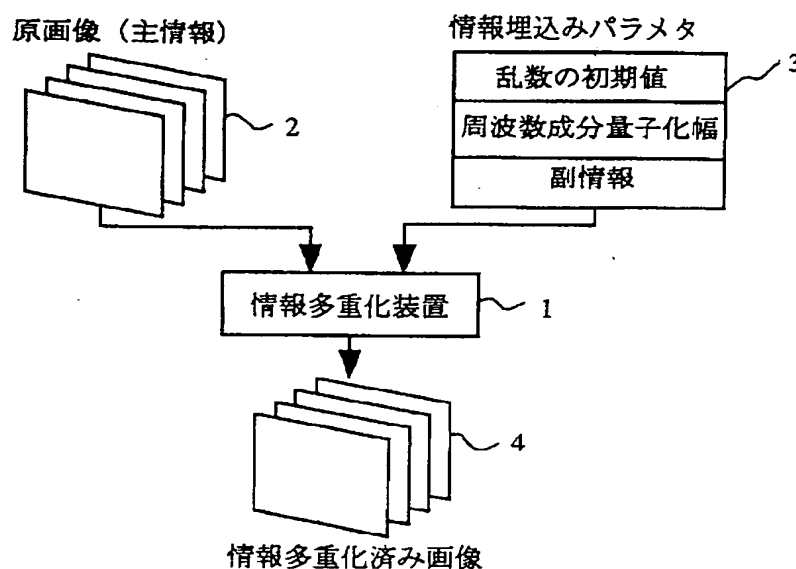 原画像（主情報）
2
情報埋込みパラメタ
乱数の初期値
3
周波数成分量子化幅
副情報
情報多重化装置
1
4
情報多重化済み画像